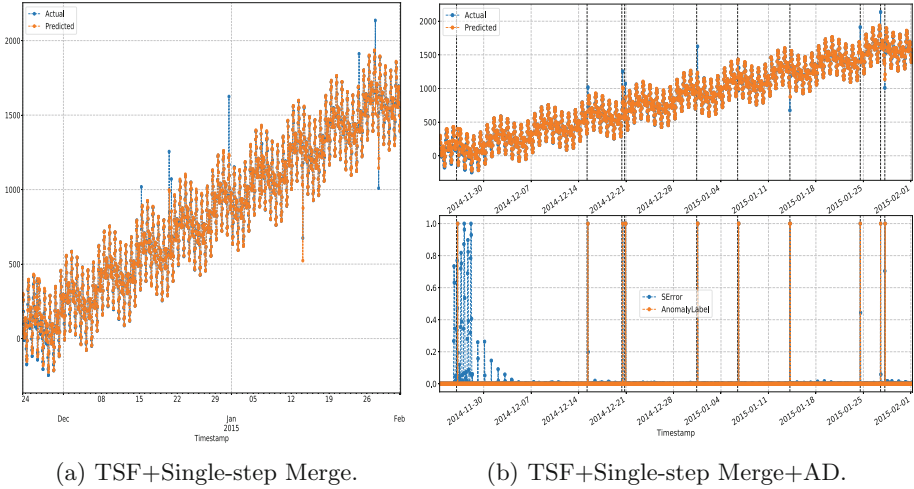 Actual
Predicted
2000
1500
1000
500
0
24 08 15 22 29 05 12 19 26
Dec Jan Feb
2015
Timestamp
(a) TSF+Single-step Merge.
Actual
Predicted
2000
1500
1000
500
0
2014-11-30 2014-12-07 2014-12-14 2014-12-21 2014-12-28 2015-01-04 2015-01-11 2015-01-18 2015-01-25 2015-02-01
1.0
0.8
0.6
SError
AnomalyLabel
0.4
0.2
0.0
2014-11-30 2014-12-07 2014-12-14 2014-12-21 2014-12-28 2015-01-04 2015-01-11 2015-01-18 2015-01-25 2015-02-01
Timestamp
(b) TSF+Single-step Merge+AD.